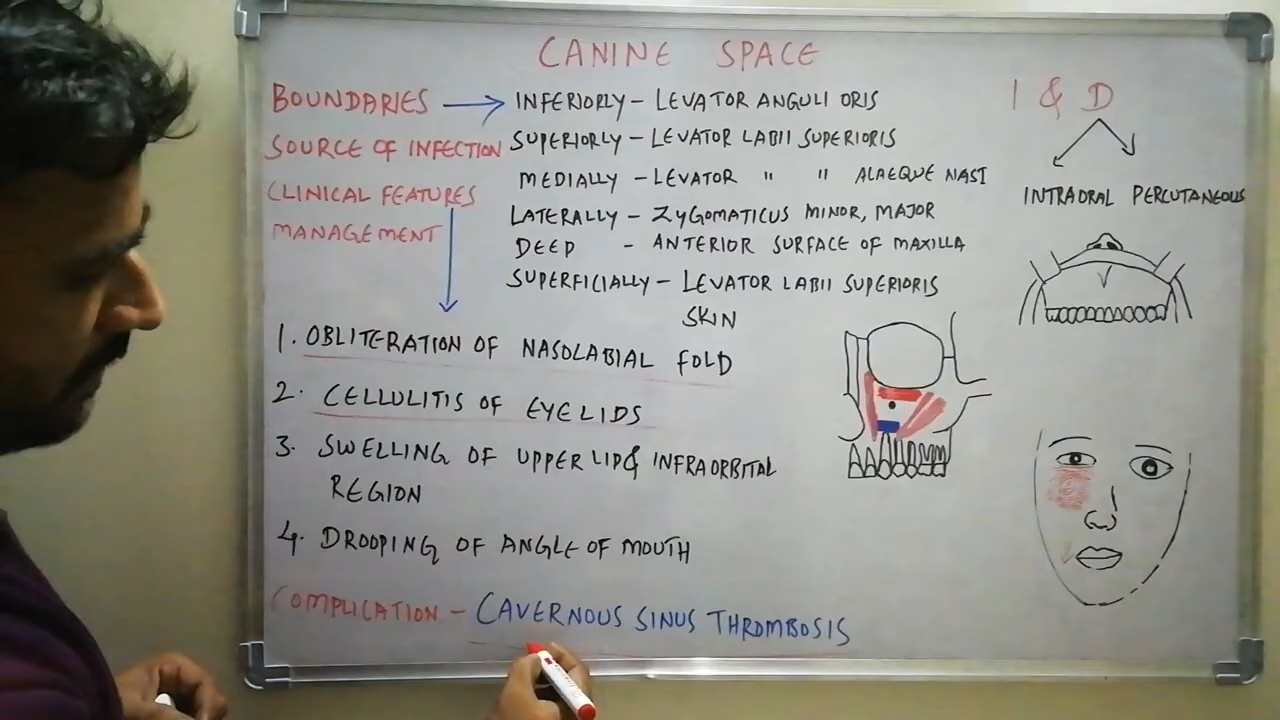 CANINE SPACE
BOUNDARIES
SOURCE OF INFECTION
CLINICAL FEATURES
MANAGEMENT
INFERIORLY - LEVATOR ANGULI ORIS
SUPERIORLY - LEVATOR LABII SUPERIORIS
MEDIALLY - LEVATOR " " ALAEQUE NASI
LATERALLY - ZYGOMATICUS MINOR, MAJOR
DEEP - ANTERIOR SURFACE OF MAXILLA
SUPERFICIALLY - LEVATOR LABII SUPERIORIS
SKIN
I & D
INTRAORAL PERCUTANEOUS
1. OBLITERATION OF NASOLABIAL FOLD
2. CELLULITIS OF EYELIDS
3. SWELLING OF UPPER LIP & INFRAORBITAL
REGION
4. DROOPING OF ANGLE OF MOUTH
COMPLICATION - CAVERNOUS SINUS THROMBOSIS